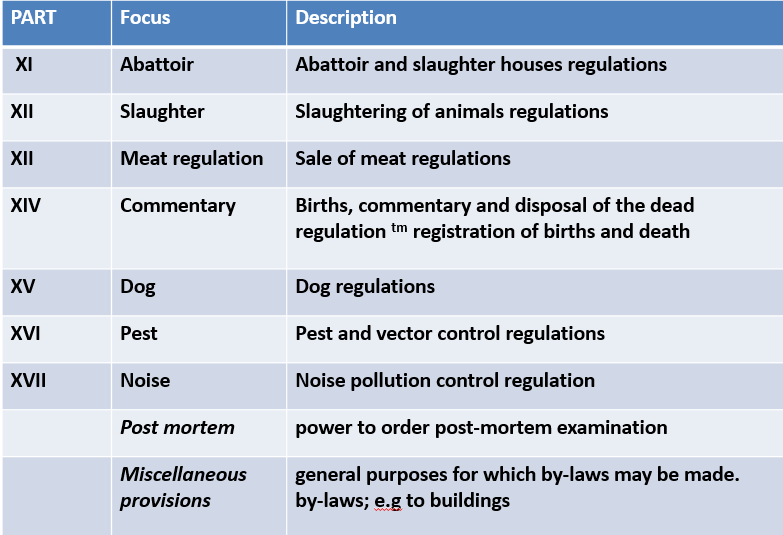 PART Focus Description
XI Abattoir Abattoir and slaughter houses regulations
XII Slaughter Slaughtering of animals regulations
XII Meat regulation Sale of meat regulations
XIV Commentary Births, commentary and disposal of the dead
regulation ᵗᵐ registration of births and death
XV Dog Dog regulations
XVI Pest Pest and vector control regulations
XVII Noise Noise pollution control regulation
Post mortem power to order post-mortem examination
Miscellaneous general purposes for which by-laws may be made.
provisions by-laws; e.g to buildings